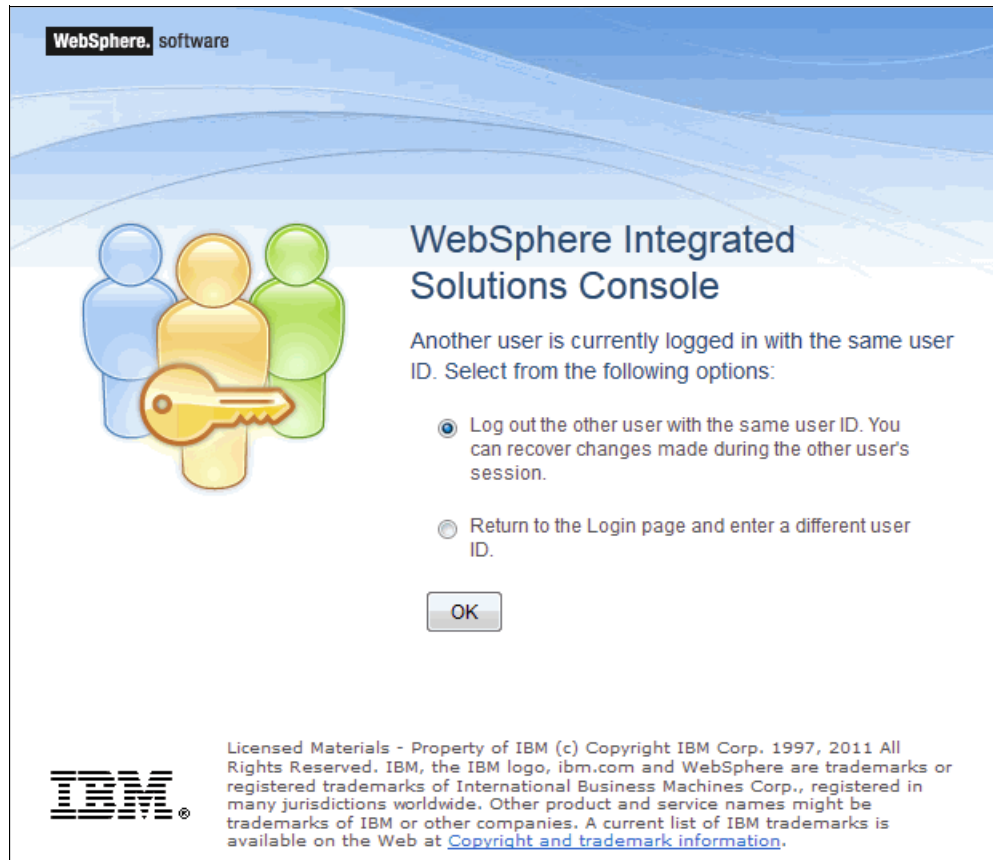 WebSphere. software
WebSphere Integrated
Solutions Console
Another user is currently logged in with the same user
ID. Select from the following options:
Log out the other user with the same user ID. You
can recover changes made during the other user's
session.
Return to the Login page and enter a different user
ID.
OK
Licensed Materials - Property of IBM (c) Copyright IBM Corp. 1997, 2011 All
Rights Reserved. IBM, the IBM logo, ibm.com and WebSphere are trademarks or
registered trademarks of International Business Machines Corp., registered in
many jurisdictions worldwide. Other product and service names might be
trademarks of IBM or other companies. A current list of IBM trademarks is
available on the Web at Copyright and trademark information.
IBM®